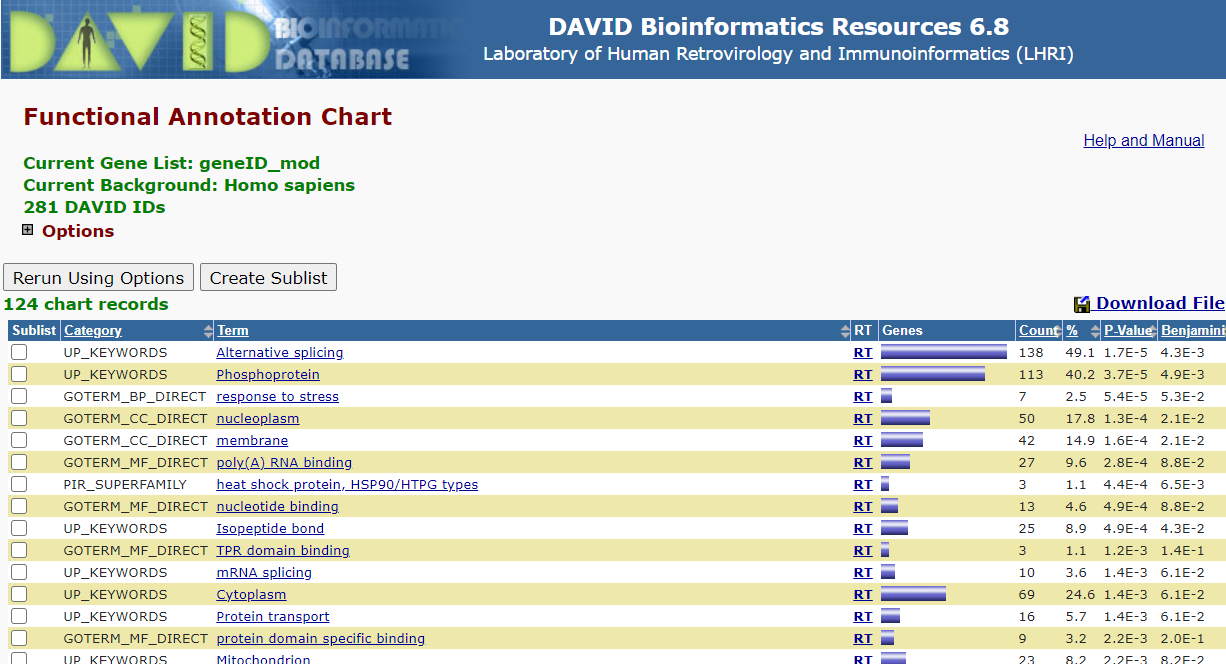 DAVID BIOINFORMATICS DATABASE
DAVID Bioinformatics Resources 6.8
Laboratory of Human Retrovirology and Immunoinformatics (LHRI)
Functional Annotation Chart
Help and Manual
Current Gene List: geneID_mod
Current Background: Homo sapiens
281 DAVID IDs
Options
Rerun Using Options Create Sublist
124 chart records Download File
Sublist Category Term RT Genes Count % P-Value Benjamini
UP_KEYWORDS Alternative splicing RT 138 49.1 1.7E-5 4.3E-3
UP_KEYWORDS Phosphoprotein RT 113 40.2 3.7E-5 4.9E-3
GOTERM_BP_DIRECT response to stress RT 7 2.5 5.4E-5 5.3E-2
GOTERM_CC_DIRECT nucleoplasm RT 50 17.8 1.3E-4 2.1E-2
GOTERM_CC_DIRECT membrane RT 42 14.9 1.6E-4 2.1E-2
GOTERM_MF_DIRECT poly(A) RNA binding RT 27 9.6 2.8E-4 8.8E-2
PIR_SUPERFAMILY heat shock protein, HSP90/HTPG types RT 3 1.1 4.4E-4 6.5E-3
GOTERM_MF_DIRECT nucleotide binding RT 13 4.6 4.9E-4 8.8E-2
UP_KEYWORDS Isopeptide bond RT 25 8.9 4.9E-4 4.3E-2
GOTERM_MF_DIRECT TPR domain binding RT 3 1.1 1.2E-3 1.4E-1
UP_KEYWORDS mRNA splicing RT 10 3.6 1.4E-3 6.1E-2
UP_KEYWORDS Cytoplasm RT 69 24.6 1.4E-3 6.1E-2
UP_KEYWORDS Protein transport RT 16 5.7 1.4E-3 6.1E-2
GOTERM_MF_DIRECT protein domain specific binding RT 9 3.2 2.2E-3 2.0E-1
UP_KEYWORDS Mitochondrion RT 23 8.2 2.2E-3 8.2E-2